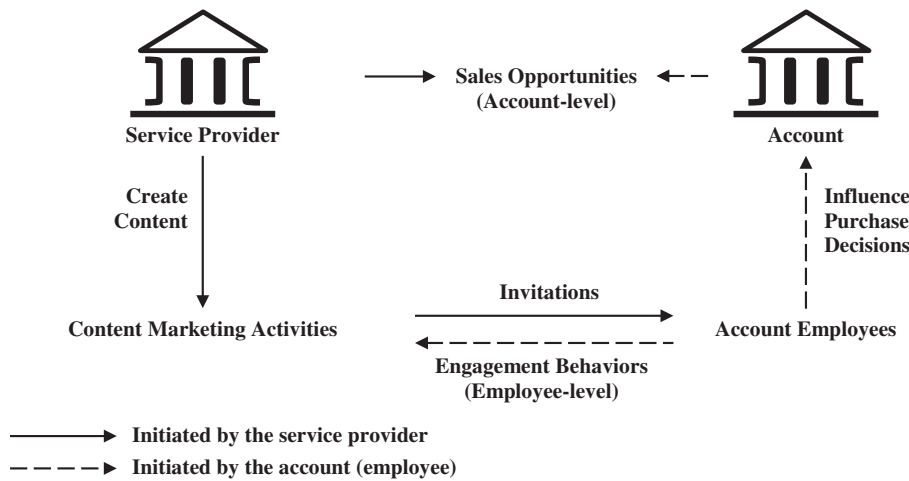 Sales Opportunities
(Account-level)
Service Provider
Account
Create
Content
Influence
Purchase
Decisions
Invitations
Content Marketing Activities
Account Employees
Engagement Behaviors
(Employee-level)
Initiated by the service provider
Initiated by the account (employee)